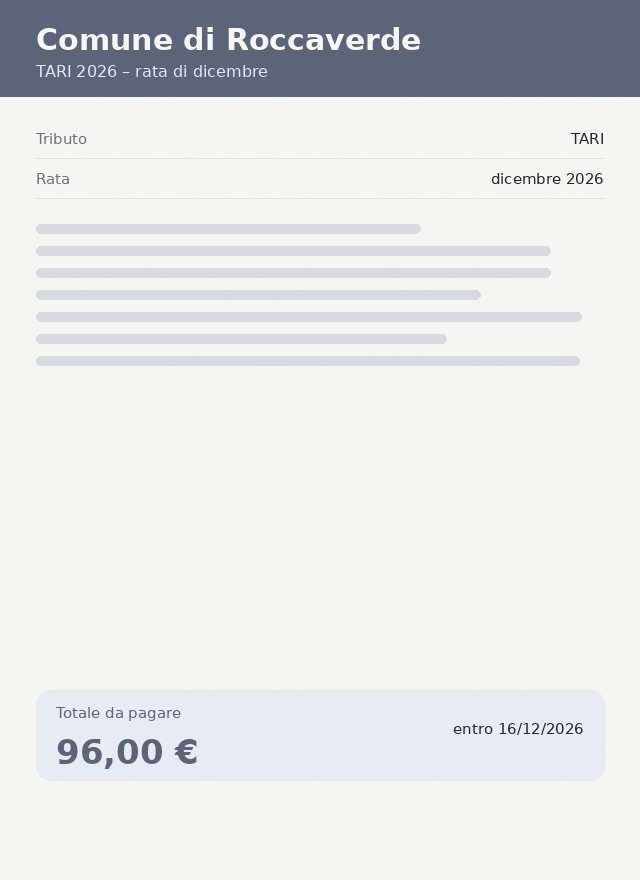 Comune di Roccaverde
TARI 2026 – rata di dicembre
Tributo TARI
Rata dicembre 2026
Totale da pagare
entro 16/12/2026
96,00 €